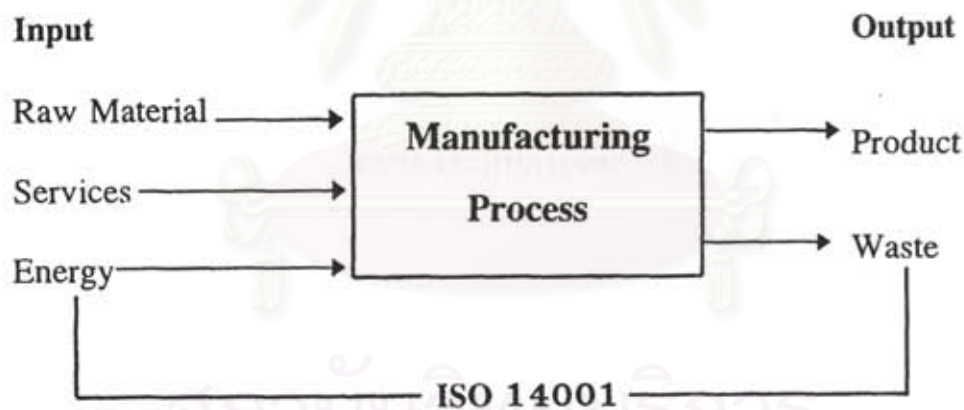 Input
Output
Raw Material
Manufacturing
Process
Product
Services
Waste
Energy
ISO 14001